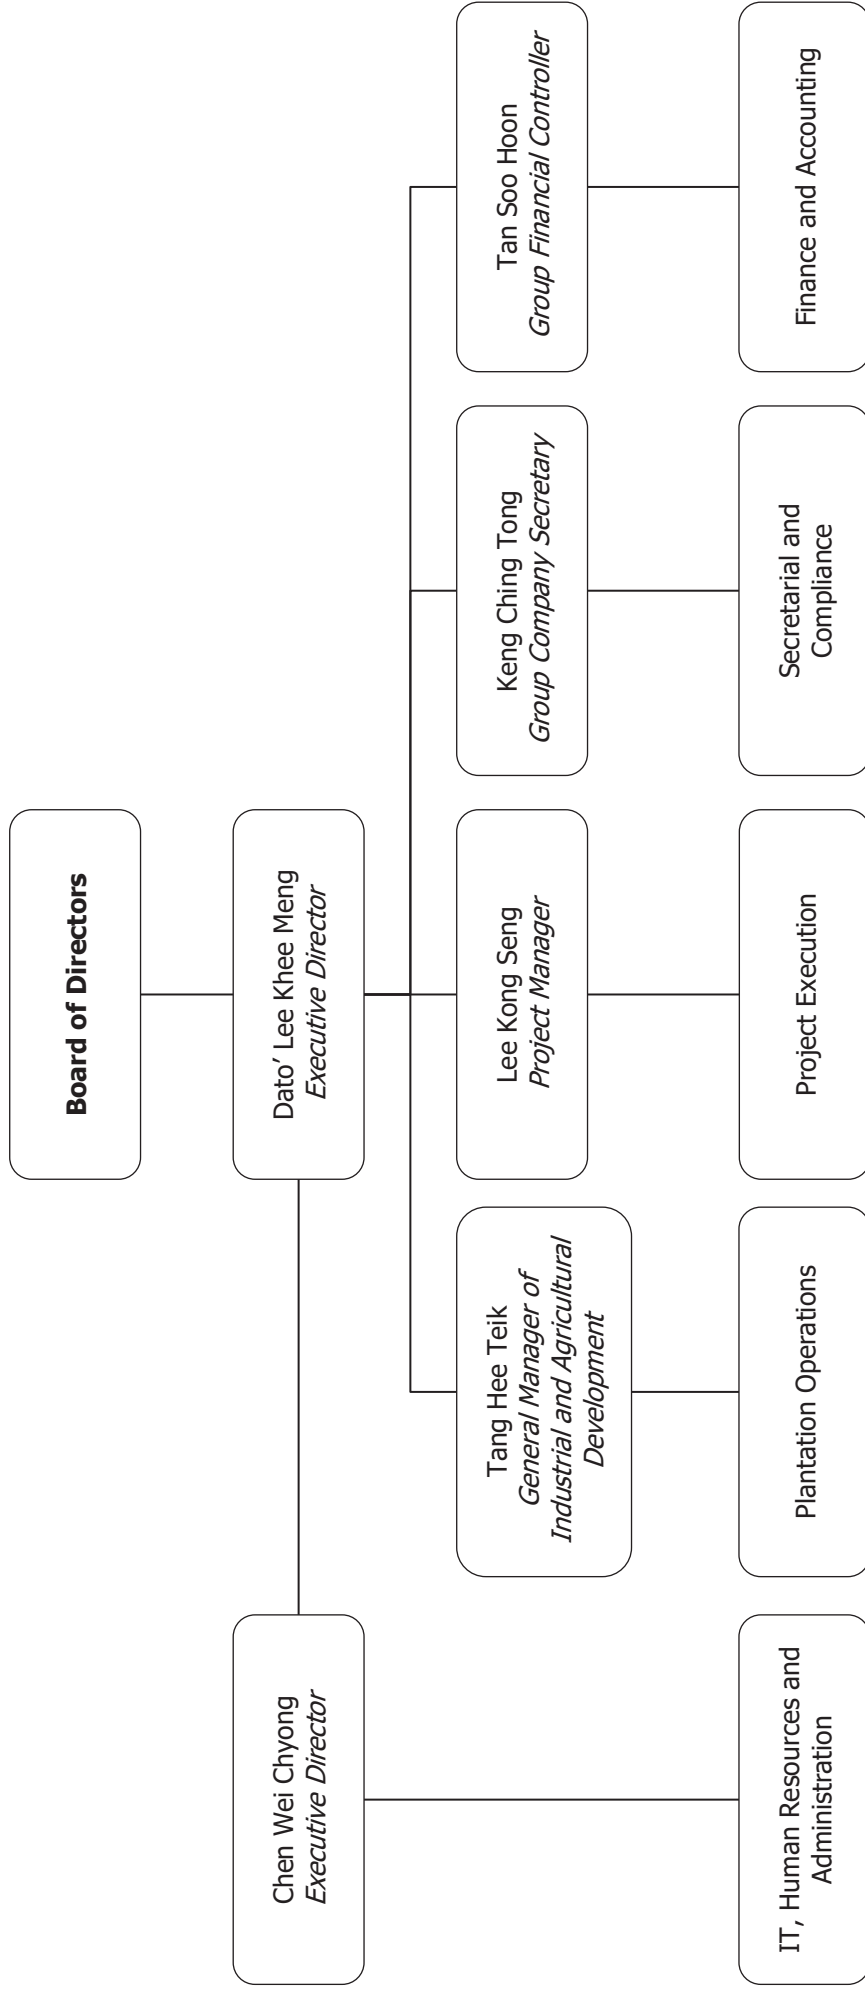 Board of Directors
Chen Wei Chyong
Executive Director
Dato’ Lee Khee Meng
Executive Director
Tang Hee Teik
General Manager of
Industrial and Agricultural
Development
Lee Kong Seng
Project Manager
Keng Ching Tong
Group Company Secretary
Tan Soo Hoon
Group Financial Controller
IT, Human Resources and
Administration
Plantation Operations
Project Execution
Secretarial and
Compliance
Finance and Accounting